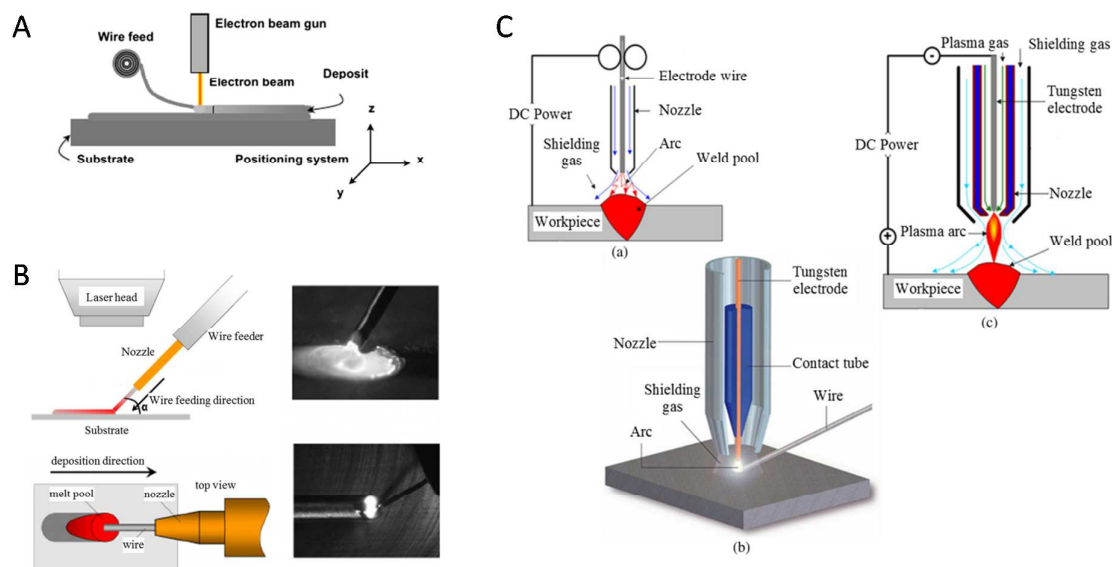 A
Electron beam gun
Wire feed
Electron beam
Deposit
Substrate
Positioning system
z
x
y
B
Laser head
Wire feeder
Nozzle
α
Wire feeding direction
Substrate
deposition direction
melt pool
nozzle
top view
wire
C
Electrode wire
DC Power
Nozzle
Shielding
gas
Arc
Weld pool
Workpiece
(a)
Tungsten
electrode
Nozzle
Contact tube
Shielding
gas
Wire
Arc
(b)
-
Plasma gas
Shielding gas
Tungsten
electrode
DC Power
Nozzle
Plasma arc
+
Weld pool
Workpiece
(c)